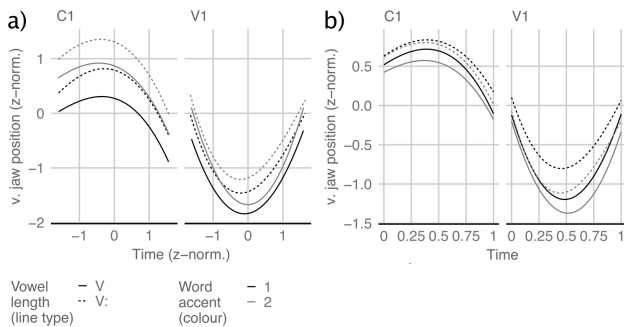 a)
C1 V1
v. jaw position (z-norm.)
1
0
−1
−2
−1 0 1 −1 0 1
Time (z-norm.)
b)
C1 V1
v. jaw position (z-norm.)
0.5
0.0
−0.5
−1.0
−1.5
0 0.25 0.5 0.75 1 0 0.25 0.5 0.75 1
Time
Vowel length (line type)
V
V:
Word accent (colour)
1
2